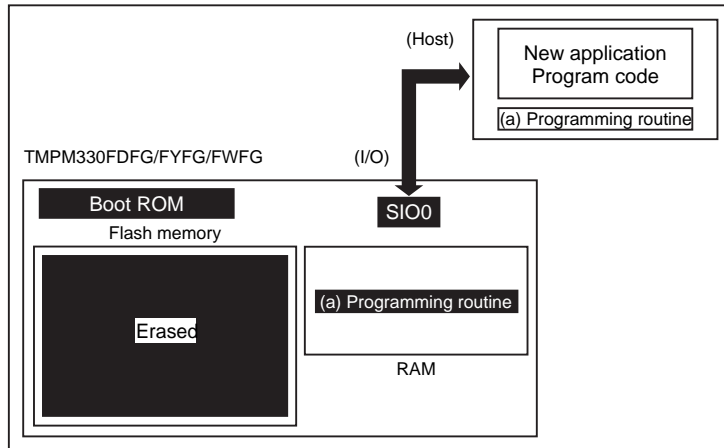 (Host)
New application
Program code
(a) Programming routine
TMPM330FDFG/FYFG/FWFG
(I/O)
Boot ROM
SIO0
Flash memory
(a) Programming routine
Erased
RAM